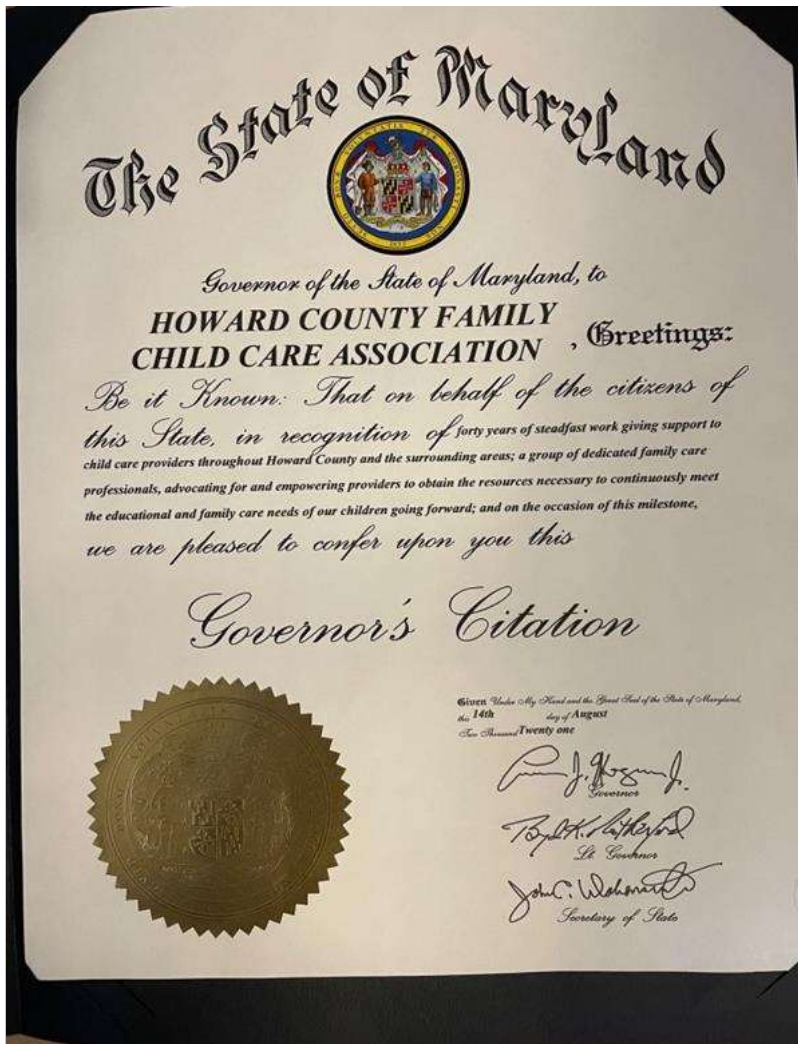 The State of Maryland
Governor of the State of Maryland, to
HOWARD COUNTY FAMILY
CHILD CARE ASSOCIATION , Greetings:
Be it Known: That on behalf of the citizens of
this State, in recognition of forty years of steadfast work giving support to
child care providers throughout Howard County and the surrounding areas; a group of dedicated family care
professionals, advocating for and empowering providers to obtain the resources necessary to continuously meet
the educational and family care needs of our children going forward; and on the occasion of this milestone,
we are pleased to confer upon you this
Governor's Citation
Given Under My Hand and the Great Seal of the State of Maryland,
this 14th day of August
Two Thousand Twenty one
Governor
Boyd K. Rutherford
Lt. Governor
John C.
Secretary of State